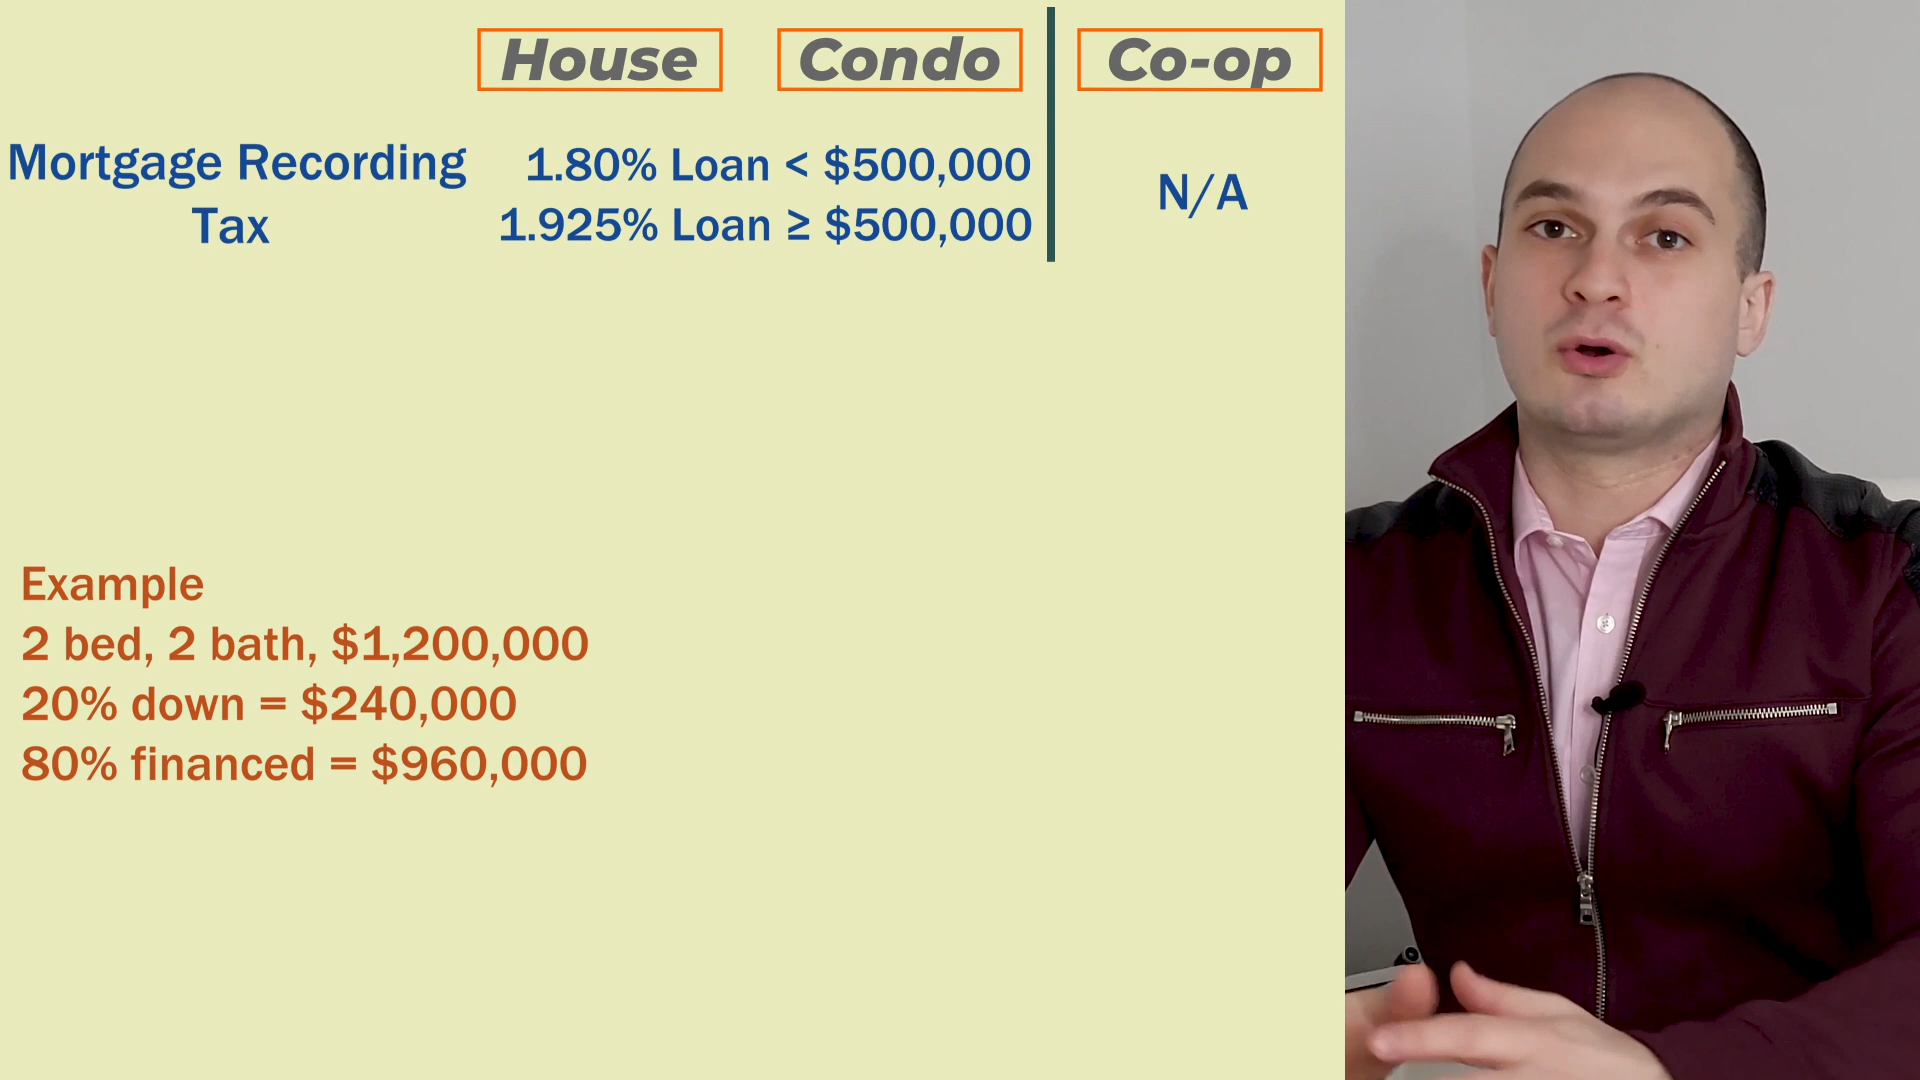 House Condo Co-op
Mortgage Recording Tax
1.80% Loan < $500,000
1.925% Loan ≥ $500,000
N/A
Example
2 bed, 2 bath, $1,200,000
20% down = $240,000
80% financed = $960,000